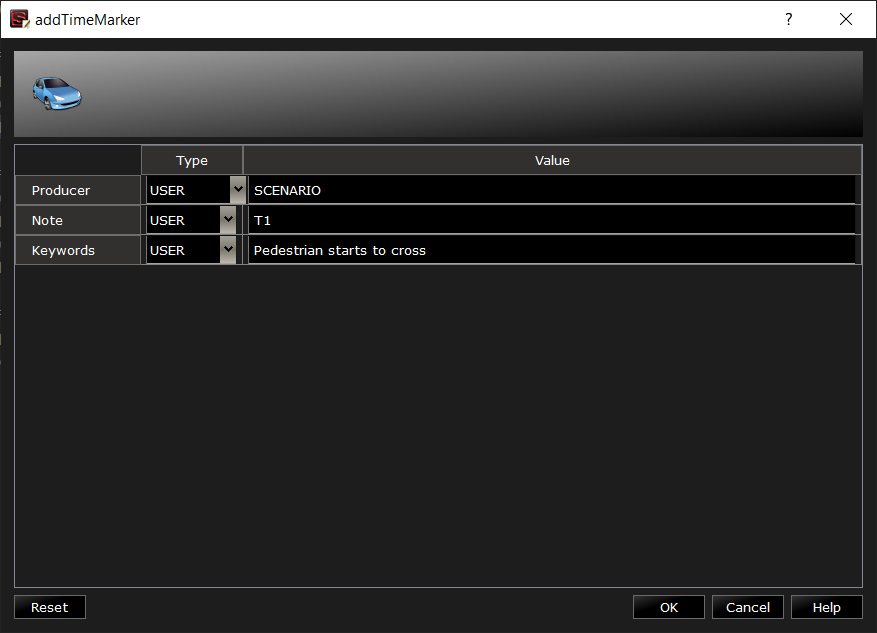 addTimeMarker
?
Type Value
Producer USER SCENARIO
Note USER T1
Keywords USER Pedestrian starts to cross
Reset OK Cancel Help